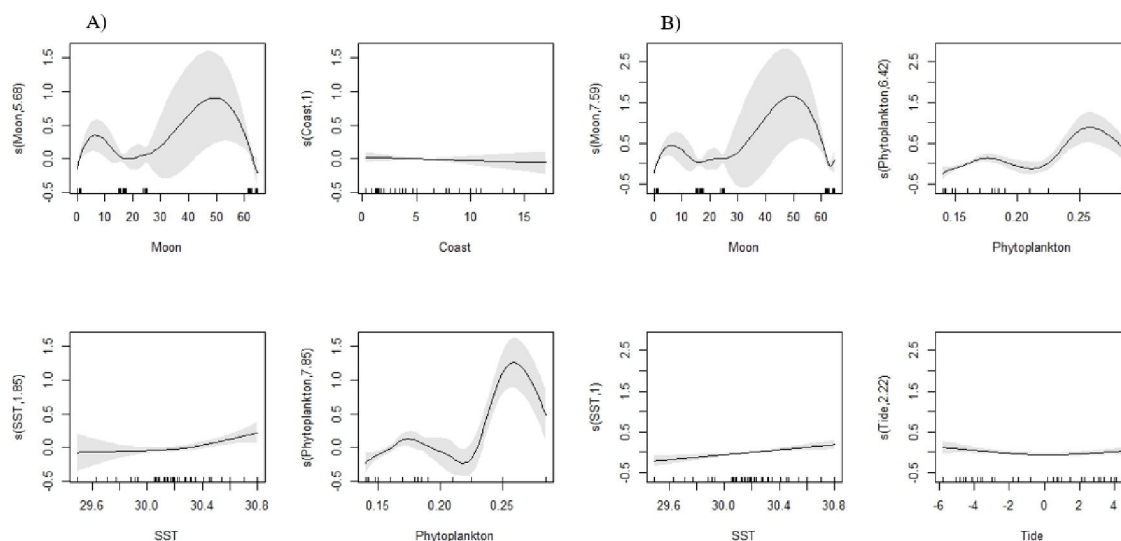 A)
B)
s(Moon,5.68)
1.5
1.0
0.5
0.0
-0.5
0 10 20 30 40 50 60
Moon
s(Coast,1)
1.5
1.0
0.5
0.0
-0.5
0 5 10 15
Coast
s(Moon,7.59)
2.5
1.5
0.5
-0.5
0 10 20 30 40 50 60
Moon
s(Phytoplankton,6.42)
2.5
1.5
0.5
-0.5
0.15 0.20 0.25
Phytoplankton
s(SST,1.85)
1.5
1.0
0.5
0.0
-0.5
29.6 30.0 30.4 30.8
SST
s(Phytoplankton,7.85)
1.5
1.0
0.5
0.0
-0.5
0.15 0.20 0.25
Phytoplankton
s(SST,1)
2.5
1.5
0.5
-0.5
29.6 30.0 30.4 30.8
SST
s(Tide,2.22)
2.5
1.5
0.5
-0.5
-6 -4 -2 0 2 4
Tide